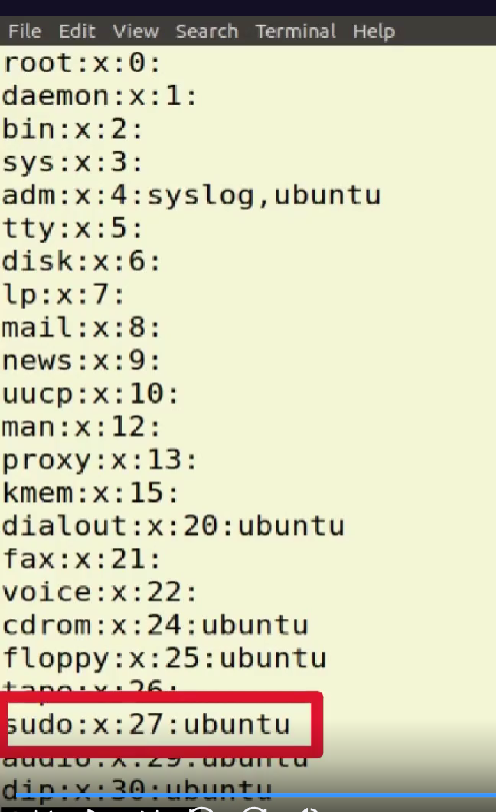 File Edit View Search Terminal Help
root:x:0:
daemon:x:1:
bin:x:2:
sys:x:3:
adm:x:4:syslog,ubuntu
tty:x:5:
disk:x:6:
lp:x:7:
mail:x:8:
news:x:9:
uucp:x:10:
man:x:12:
proxy:x:13:
kmem:x:15:
dialout:x:20:ubuntu
fax:x:21:
voice:x:22:
cdrom:x:24:ubuntu
floppy:x:25:ubuntu
tape:x:26:
sudo:x:27:ubuntu
audio:x:29:ubuntu
dip:x:30:ubuntu